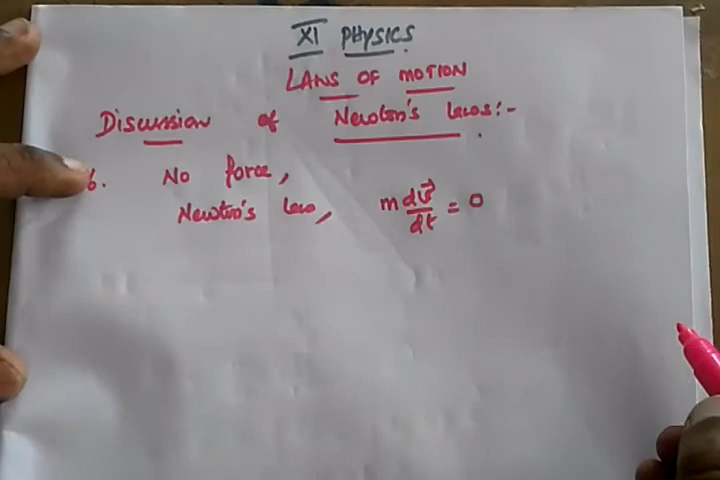 XI PHYSICS
LAWS OF MOTION
Discussion of Newton's laws:-
6. No force,
Newton's law, m dv⃗/dt = 0